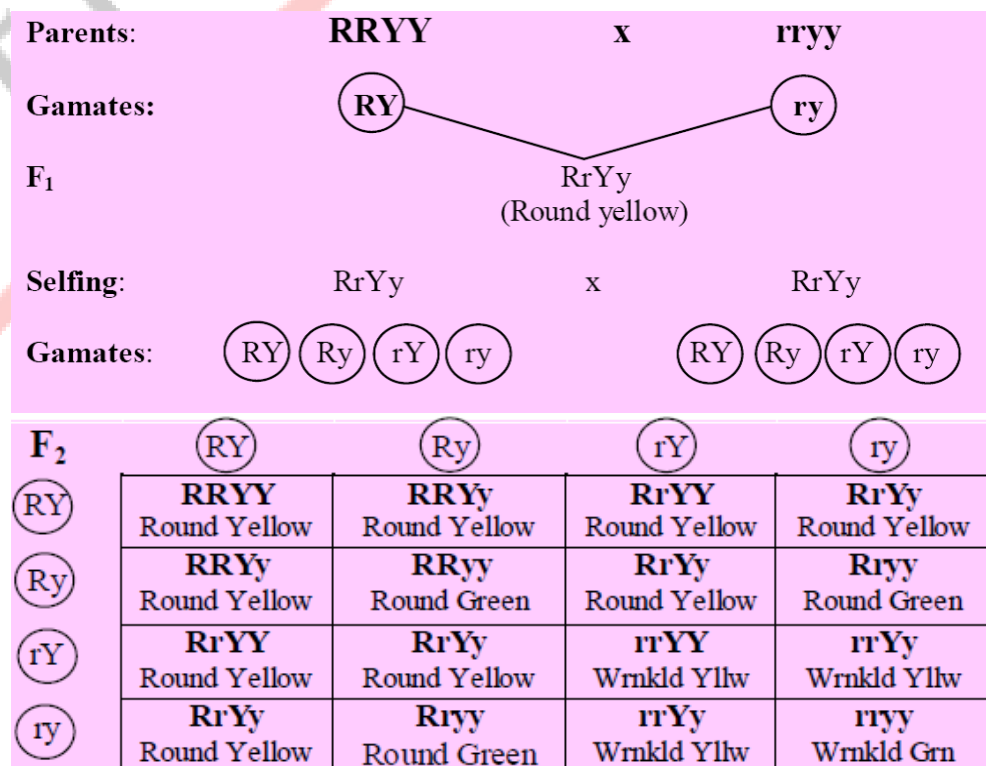 Parents: RRYY x rryy
Gamates: RY ry
F₁ RrYy
(Round yellow)
Selfing: RrYy x RrYy
Gamates: RY Ry rY ry RY Ry rY ry
F₂ RY Ry rY ry
RY RRYY RRYy RrYY RrYy
Round Yellow Round Yellow Round Yellow Round Yellow
Ry RRYy RRyy RrYy Rryy
Round Yellow Round Green Round Yellow Round Green
rY RrYY RrYy rrYY rrYy
Round Yellow Round Yellow Wrnkld Yllw Wrnkld Yllw
ry RrYy Rryy rrYy rryy
Round Yellow Round Green Wrnkld Yllw Wrnkld Grn